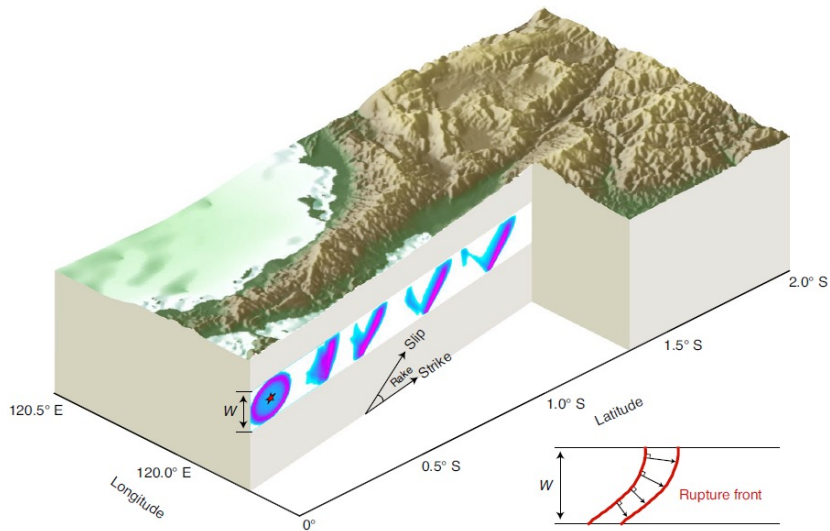 Slip
Rake
Strike
W
120.5° E
120.0° E
Longitude
0°
0.5° S
1.0° S
1.5° S
2.0° S
Latitude
W
Rupture front